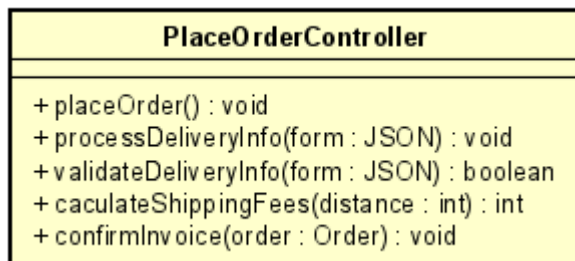 PlaceOrderController
+ placeOrder() : void
+ processDeliveryInfo(form : JSON) : void
+ validateDeliveryInfo(form : JSON) : boolean
+ caculateShippingFees(distance : int) : int
+ confirmInvoice(order : Order) : void